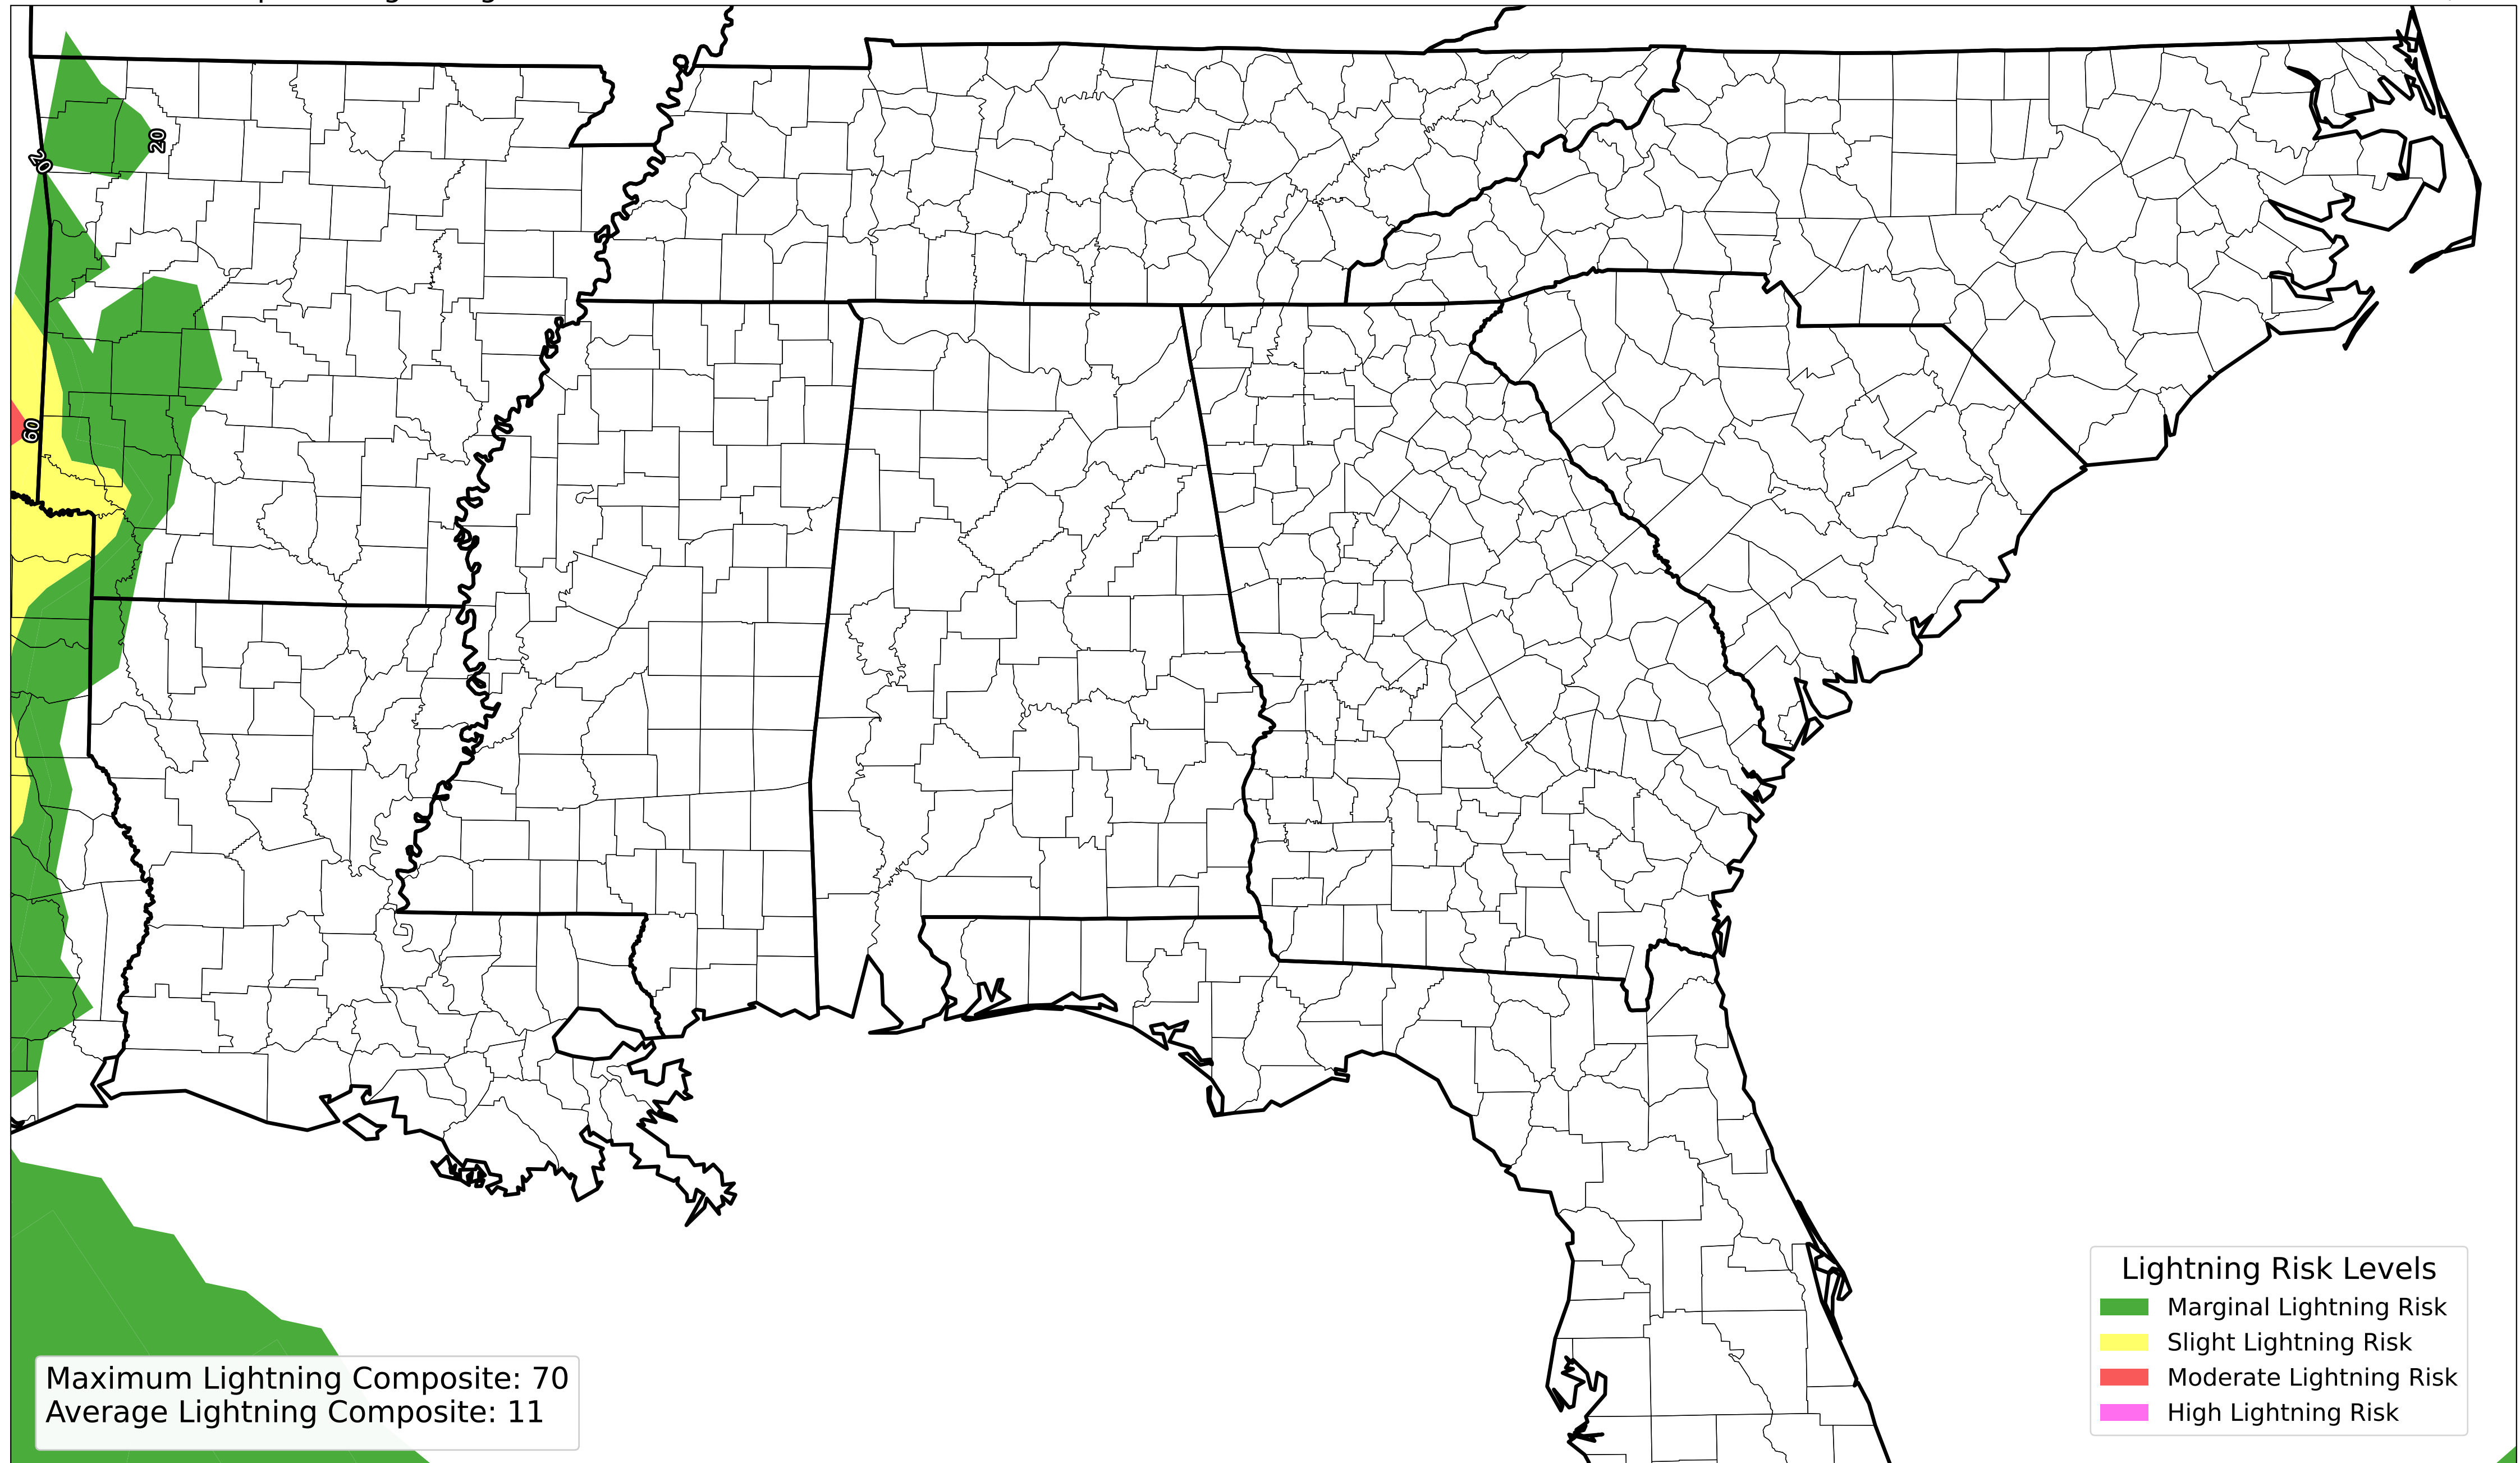 20
20
60
Lightning Risk Levels
Marginal Lightning Risk
Slight Lightning Risk
Moderate Lightning Risk
High Lightning Risk
Maximum Lightning Composite: 70
Average Lightning Composite: 11